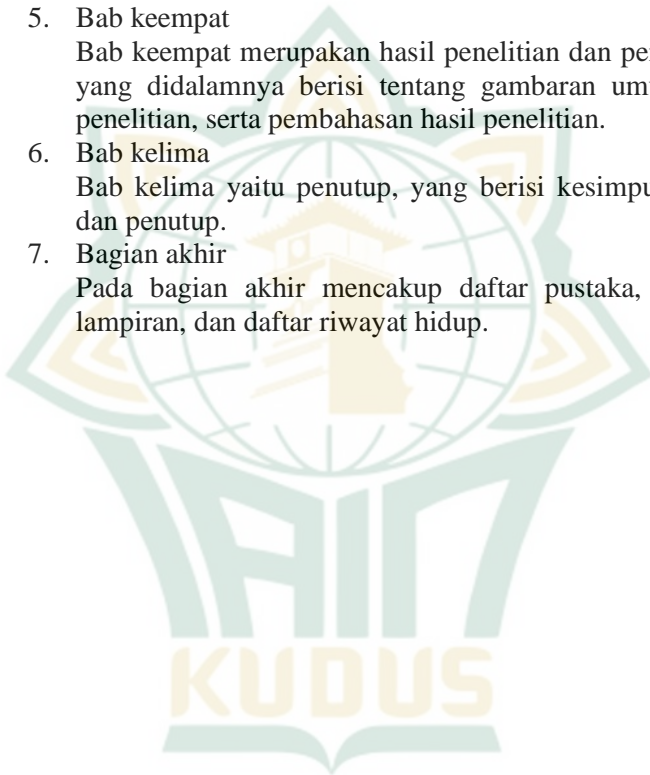 5. Bab keempat
Bab keempat merupakan hasil penelitian dan
yang didalamnya berisi tentang gambaran
penelitian, serta pembahasan hasil penelitian.
6. Bab kelima
Bab kelima yaitu penutup, yang berisi
dan penutup.
7. Bagian akhir
Pada bagian akhir mencakup daftar pustaka,
lampiran, dan daftar riwayat hidup.
IAIN
KUDUS